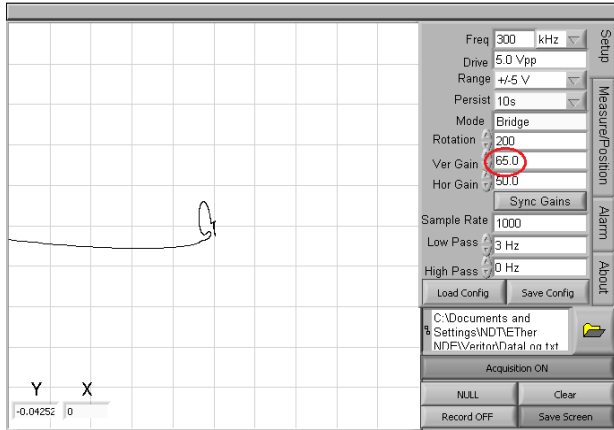 Freq 300 kHz
Drive 5.0 Vpp
Range +/-5 V
Persist 10s
Mode Bridge
Rotation 200
Ver Gain 65.0
Hor Gain 50.0
Sync Gains
Sample Rate 1000
Low Pass 3 Hz
High Pass 0 Hz
Load Config Save Config
C:\Documents and
Settings\NDT\ETher
NDE\Veritor\DataLog.txt
Acquisition ON
NULL Clear
Record OFF Save Screen
Setup
Measure/Position
Alarm
About
Y X
-0.04252 0